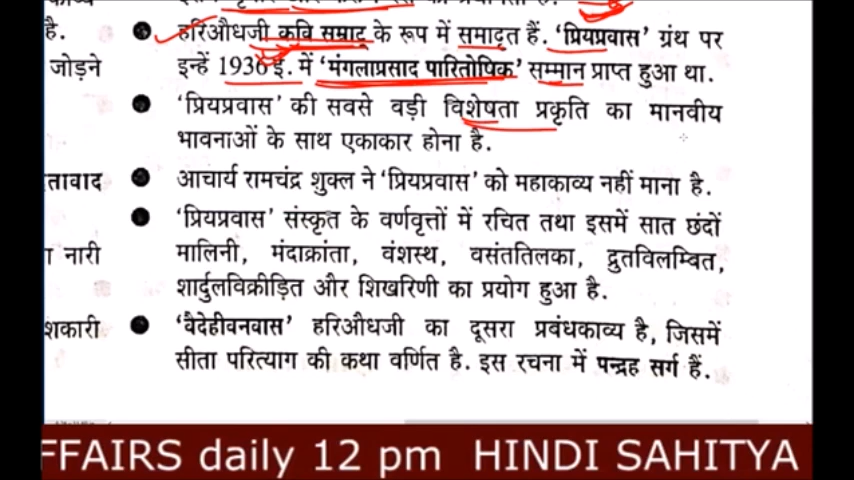 है.
● हरिऔधजी कवि सम्राट् के रूप में समादृत हैं. 'प्रियप्रवास' ग्रंथ पर
जोड़ने इन्हें 1936 ई. में 'मंगलाप्रसाद पारितोषिक' सम्मान प्राप्त हुआ था.
● 'प्रियप्रवास' की सबसे वड़ी विशेषता प्रकृति का मानवीय
भावनाओं के साथ एकाकार होना है.
तावाद ● आचार्य रामचंद्र शुक्ल ने 'प्रियप्रवास' को महाकाव्य नहीं माना है.
● 'प्रियप्रवास' संस्कृत के वर्णवृत्तों में रचित तथा इसमें सात छंदों
नारी मालिनी, मंदाक्रांता, वंशस्थ, वसंततिलका, द्रुतविलम्बित,
शार्दुलविक्रीड़ित और शिखरिणी का प्रयोग हुआ है.
शकारी ● 'वैदेहीवनवास' हरिऔधजी का दूसरा प्रबंधकाव्य है, जिसमें
सीता परित्याग की कथा वर्णित है. इस रचना में पन्द्रह सर्ग हैं.
FFAIRS daily 12 pm HINDI SAHITYA